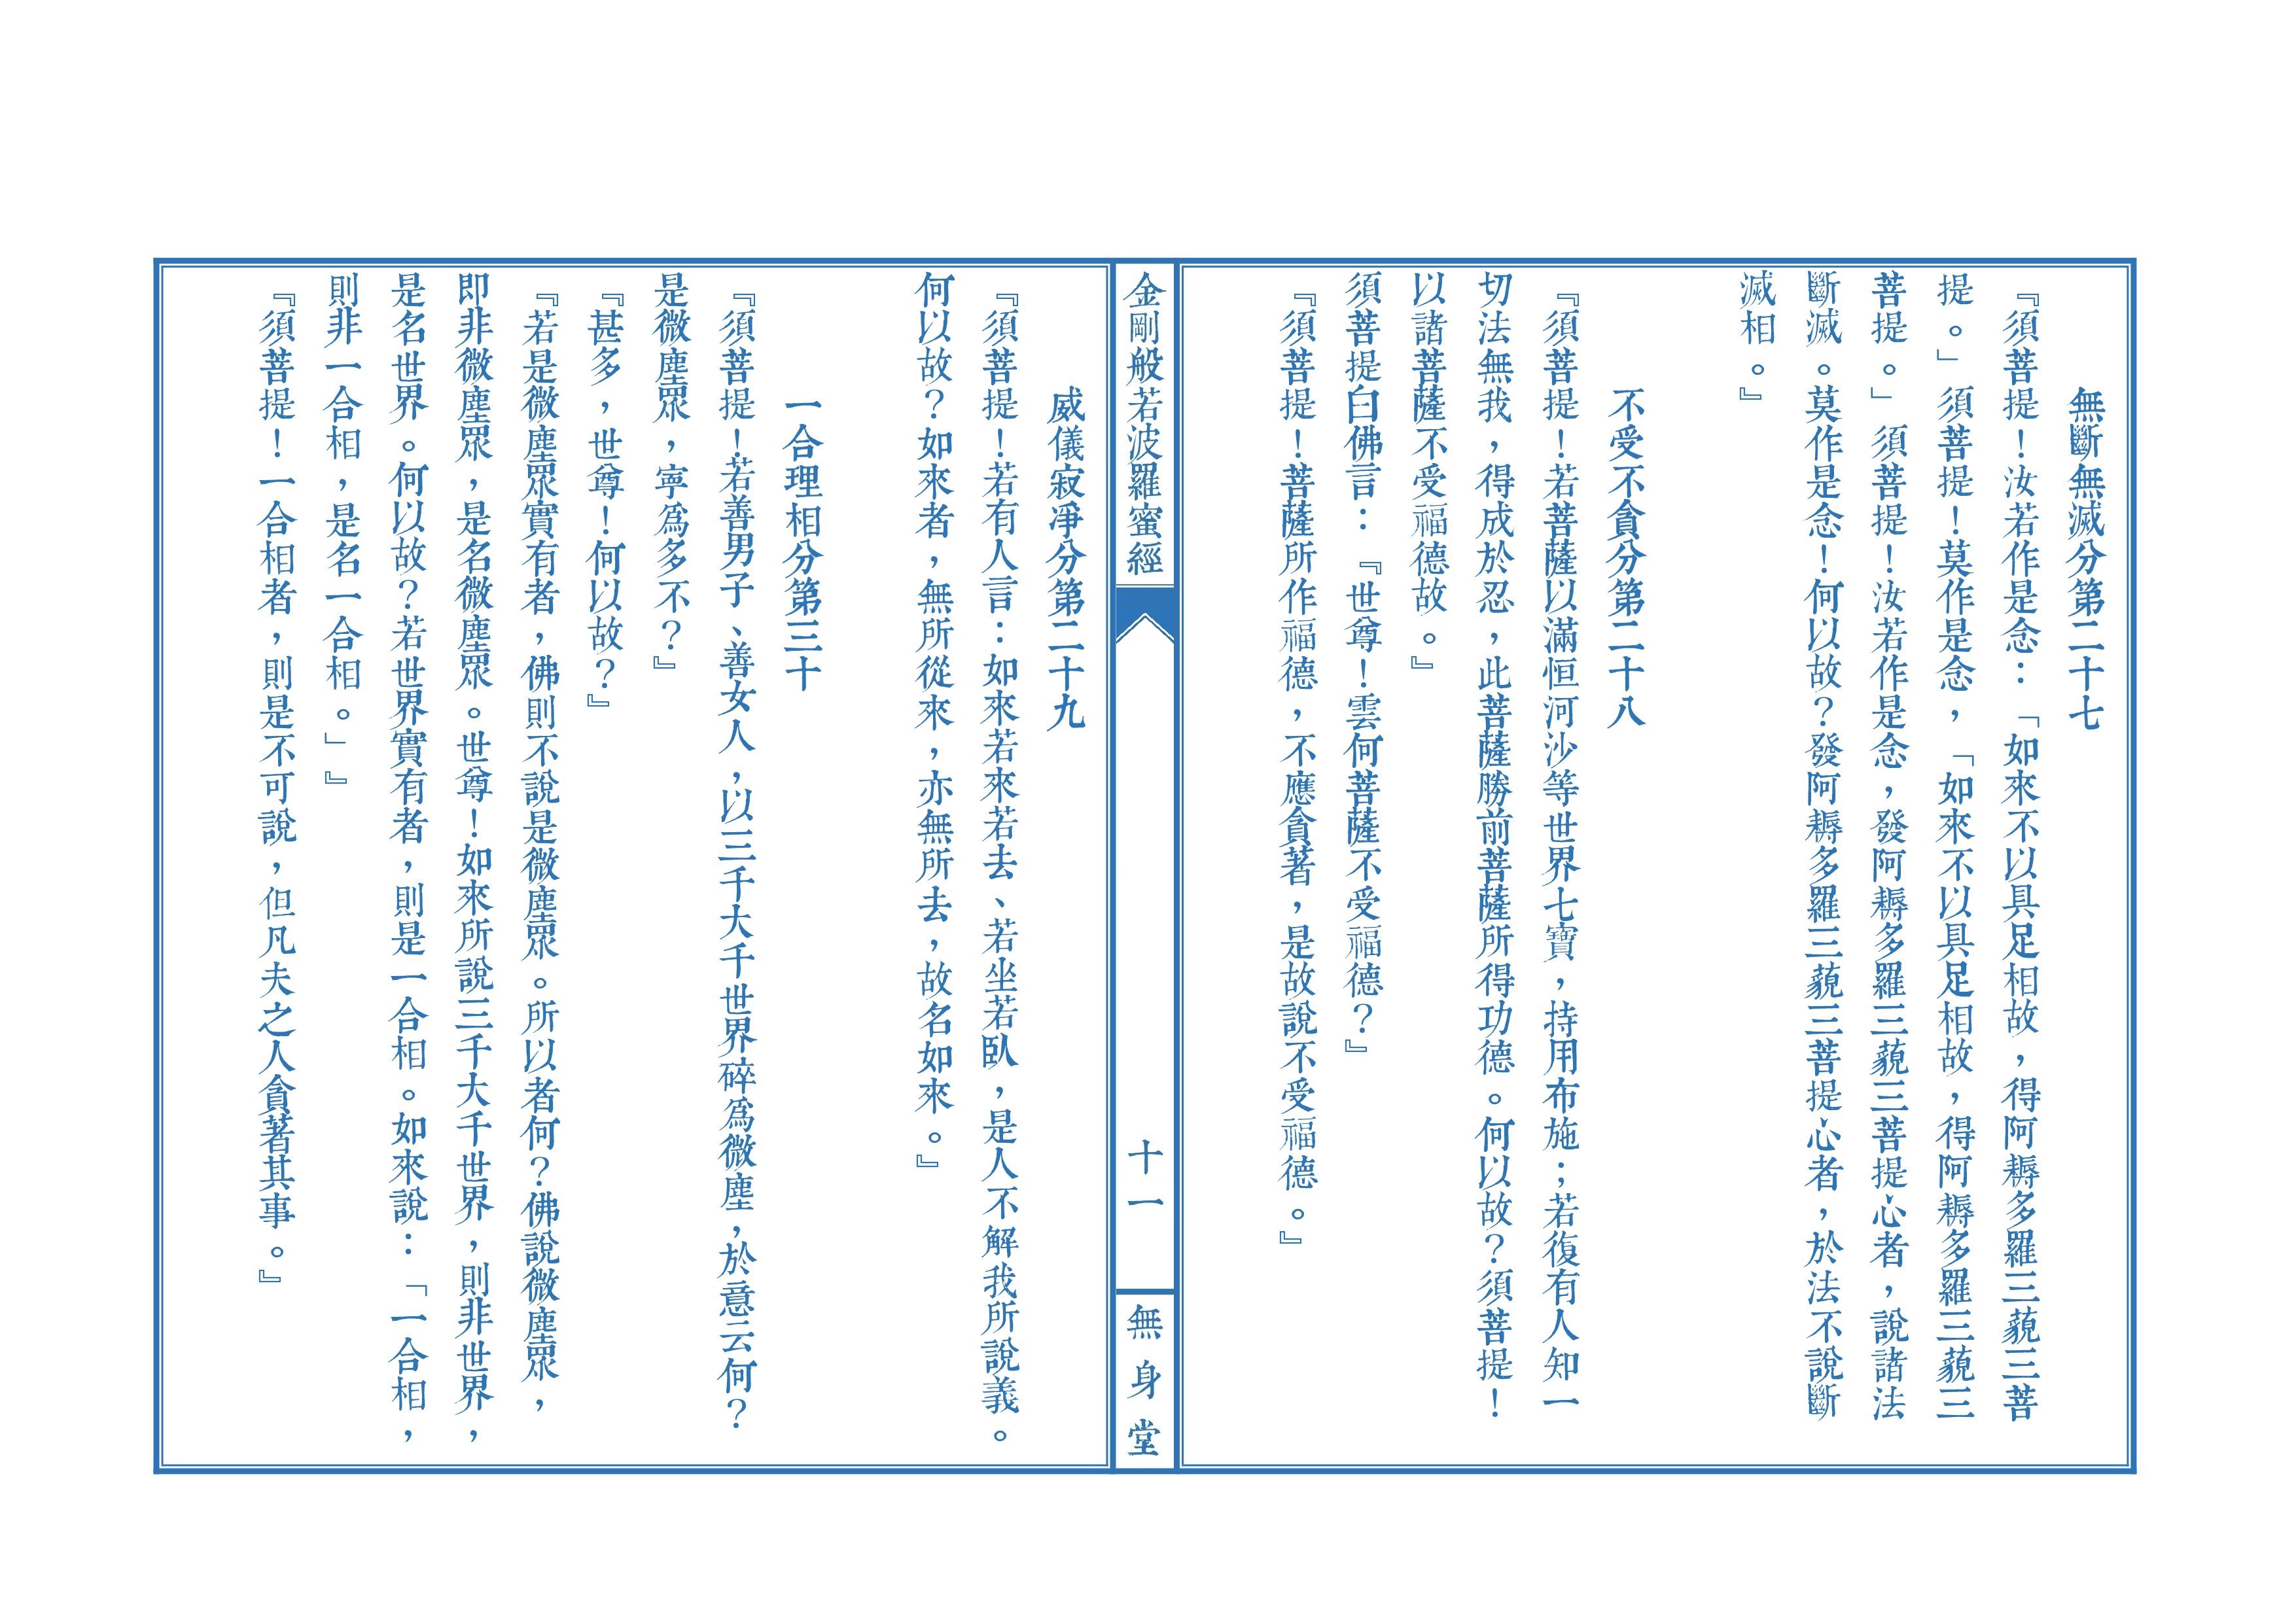 無斷無滅分第二十七
『須菩提！汝若作是念：「如來不以具足相故，得阿耨多羅三藐三菩
提。」須菩提！莫作是念，「如來不以具足相故，得阿耨多羅三藐三
菩提。」須菩提！汝若作是念，發阿耨多羅三藐三菩提心者，說諸法
斷滅。莫作是念！何以故？發阿耨多羅三藐三菩提心者，於法不說斷
滅相。』
不受不貪分第二十八
『須菩提！若菩薩以滿恒河沙等世界七寶，持用布施；若復有人知一
切法無我，得成於忍，此菩薩勝前菩薩所得功德。何以故？須菩提！
以諸菩薩不受福德故。』
須菩提白佛言：『世尊！雲何菩薩不受福德？』
『須菩提！菩薩所作福德，不應貪著，是故說不受福德。』
金剛般若波羅蜜經
十一
無身堂
威儀寂凈分第二十九
『須菩提！若有人言：如來若來若去、若坐若臥，是人不解我所說義。
何以故？如來者，無所從來，亦無所去，故名如來。』
一合理相分第三十
『須菩提！若善男子、善女人，以三千大千世界碎爲微塵，於意云何？
是微塵眾，寧爲多不？』
『甚多，世尊！何以故？』
『若是微塵眾實有者，佛則不說是微塵眾。所以者何？佛說微塵眾，
即非微塵眾，是名微塵眾。世尊！如來所說三千大千世界，則非世界，
是名世界。何以故？若世界實有者，則是一合相。如來說：「一合相，
則非一合相，是名一合相。」』
『須菩提！一合相者，則是不可說，但凡夫之人貪著其事。』